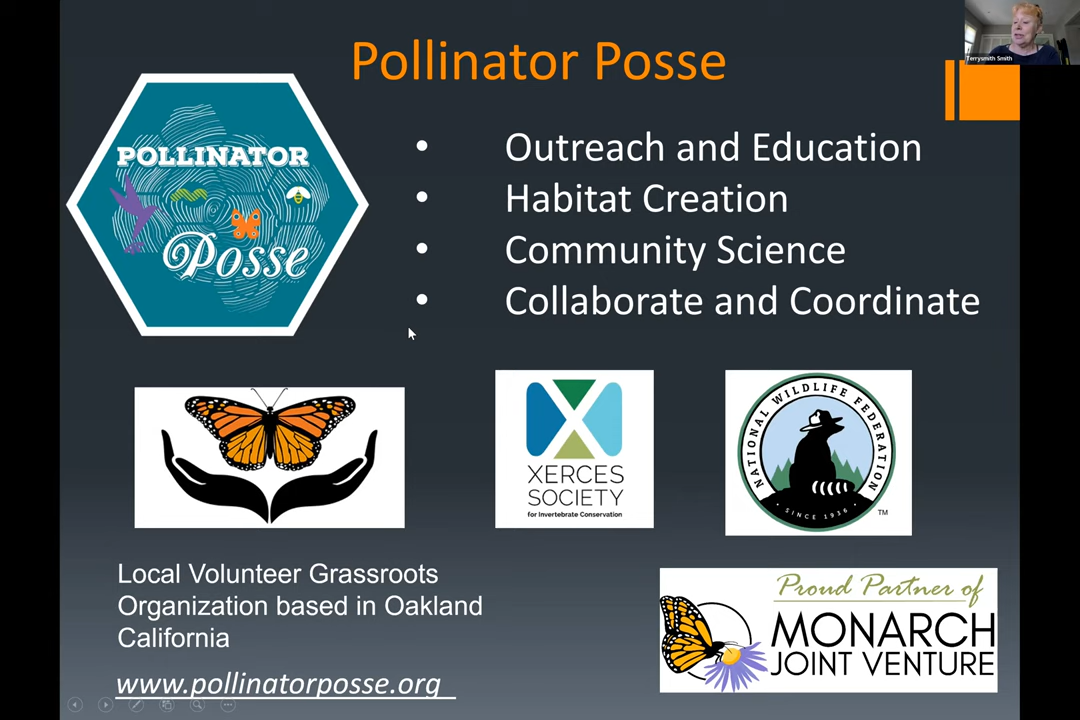 Pollinator Posse
Terrysmith Smith
POLLINATOR
Posse
• Outreach and Education
• Habitat Creation
• Community Science
• Collaborate and Coordinate
XERCES
SOCIETY
for Invertebrate Conservation
NATIONAL WILDLIFE FEDERATION
• SINCE 1936 •
TM
Local Volunteer Grassroots
Organization based in Oakland
California
www.pollinatorposse.org
Proud Partner of
MONARCH
JOINT VENTURE